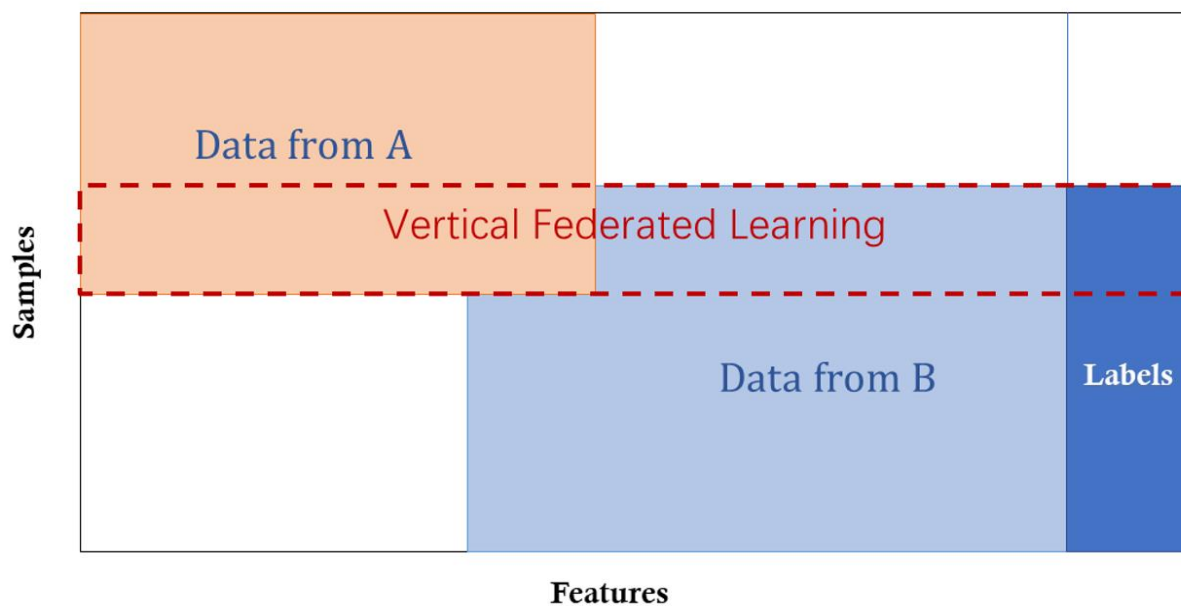 Data from A
Vertical Federated Learning
Samples
Data from B
Labels
Features